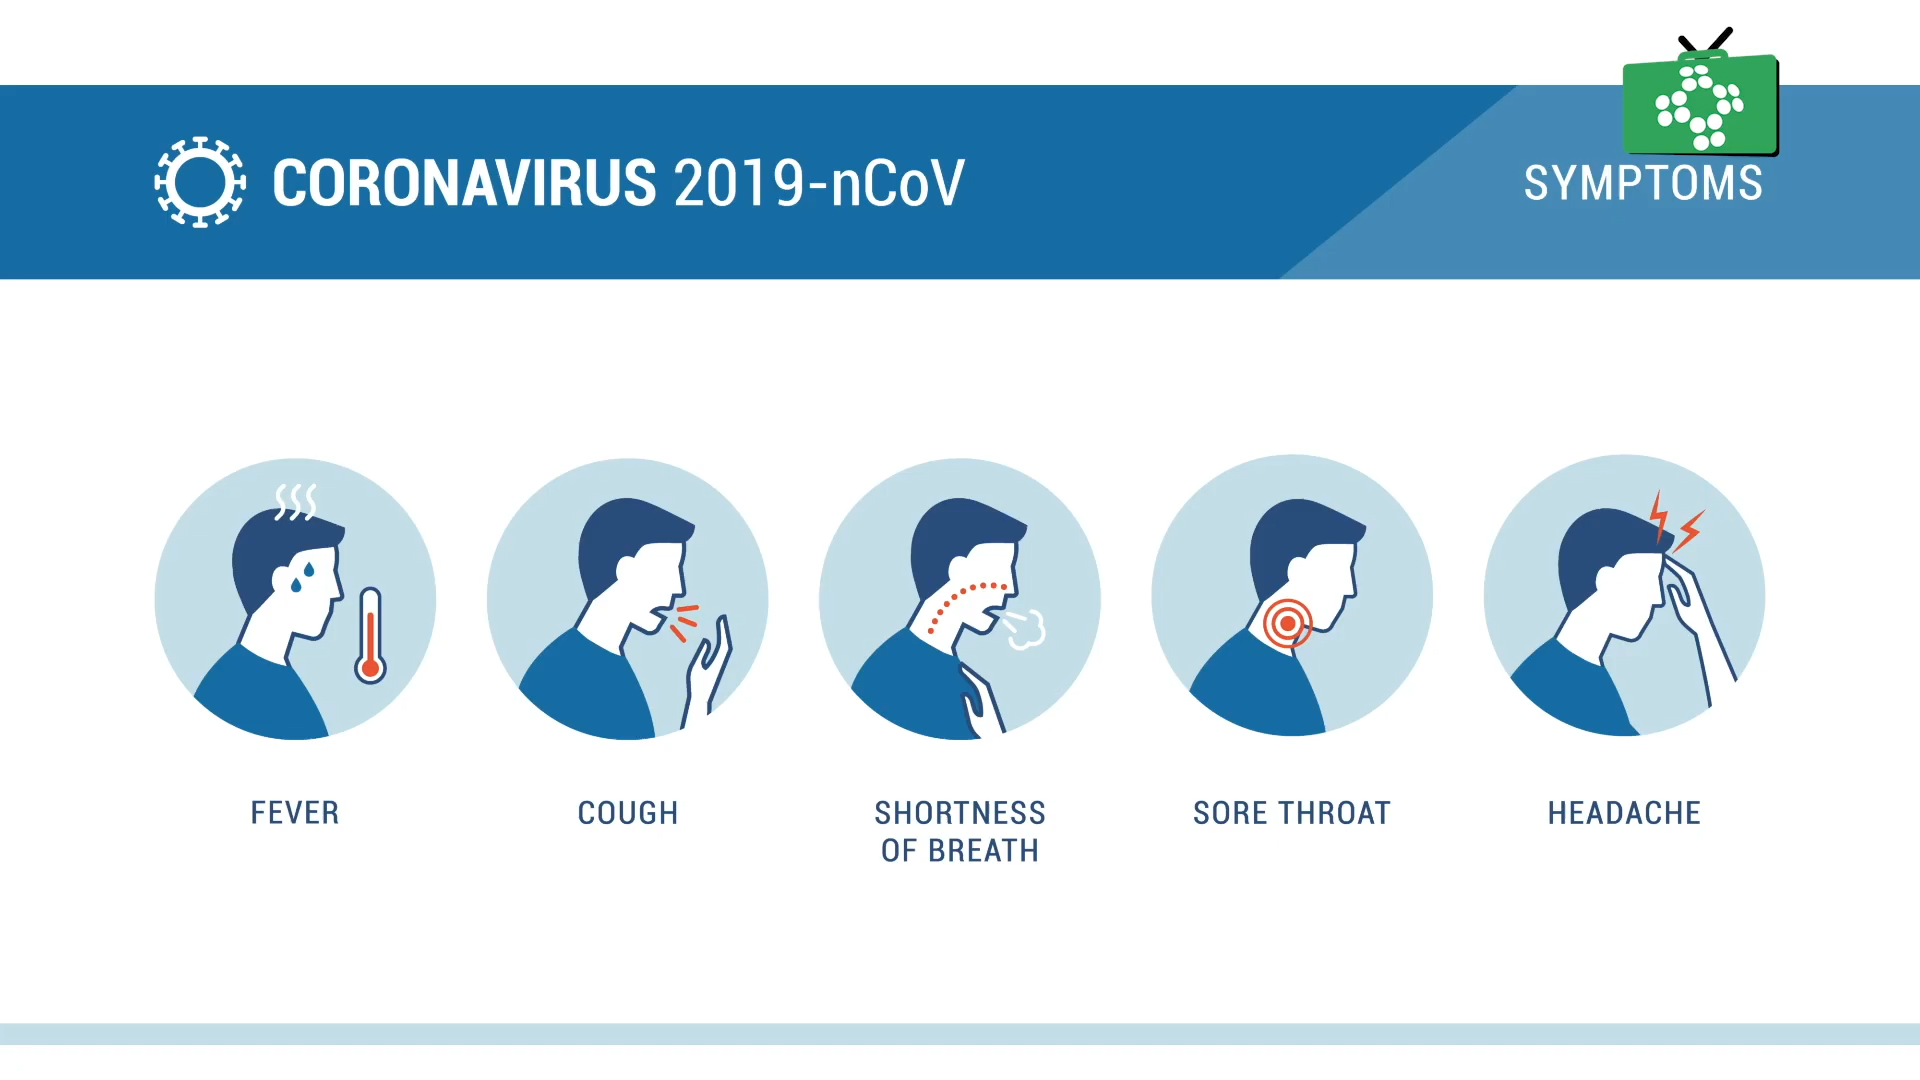 CORONAVIRUS 2019-nCoV
SYMPTOMS
FEVER
COUGH
SHORTNESS
OF BREATH
SORE THROAT
HEADACHE